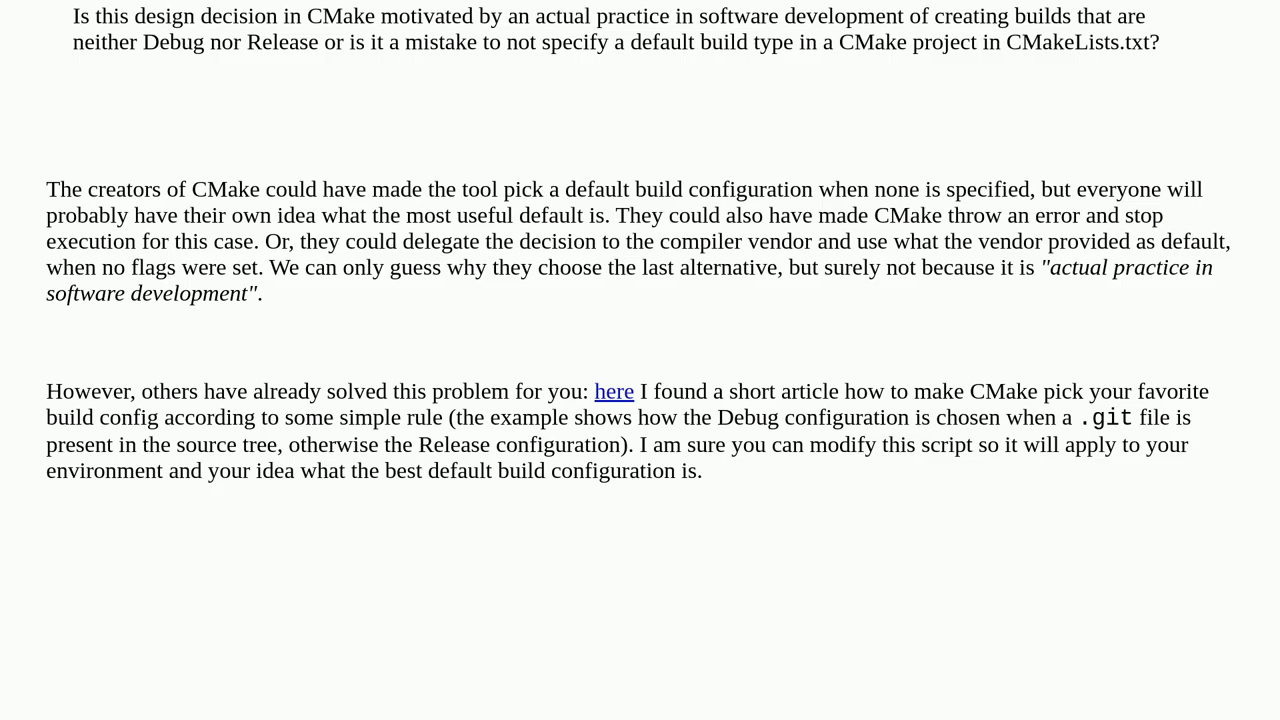 Is this design decision in CMake motivated by an actual practice in software development of creating builds that are
neither Debug nor Release or is it a mistake to not specify a default build type in a CMake project in CMakeLists.txt?
The creators of CMake could have made the tool pick a default build configuration when none is specified, but everyone will
probably have their own idea what the most useful default is. They could also have made CMake throw an error and stop
execution for this case. Or, they could delegate the decision to the compiler vendor and use what the vendor provided as default,
when no flags were set. We can only guess why they choose the last alternative, but surely not because it is "actual practice in
software development".
However, others have already solved this problem for you: here I found a short article how to make CMake pick your favorite
build config according to some simple rule (the example shows how the Debug configuration is chosen when a .git file is
present in the source tree, otherwise the Release configuration). I am sure you can modify this script so it will apply to your
environment and your idea what the best default build configuration is.